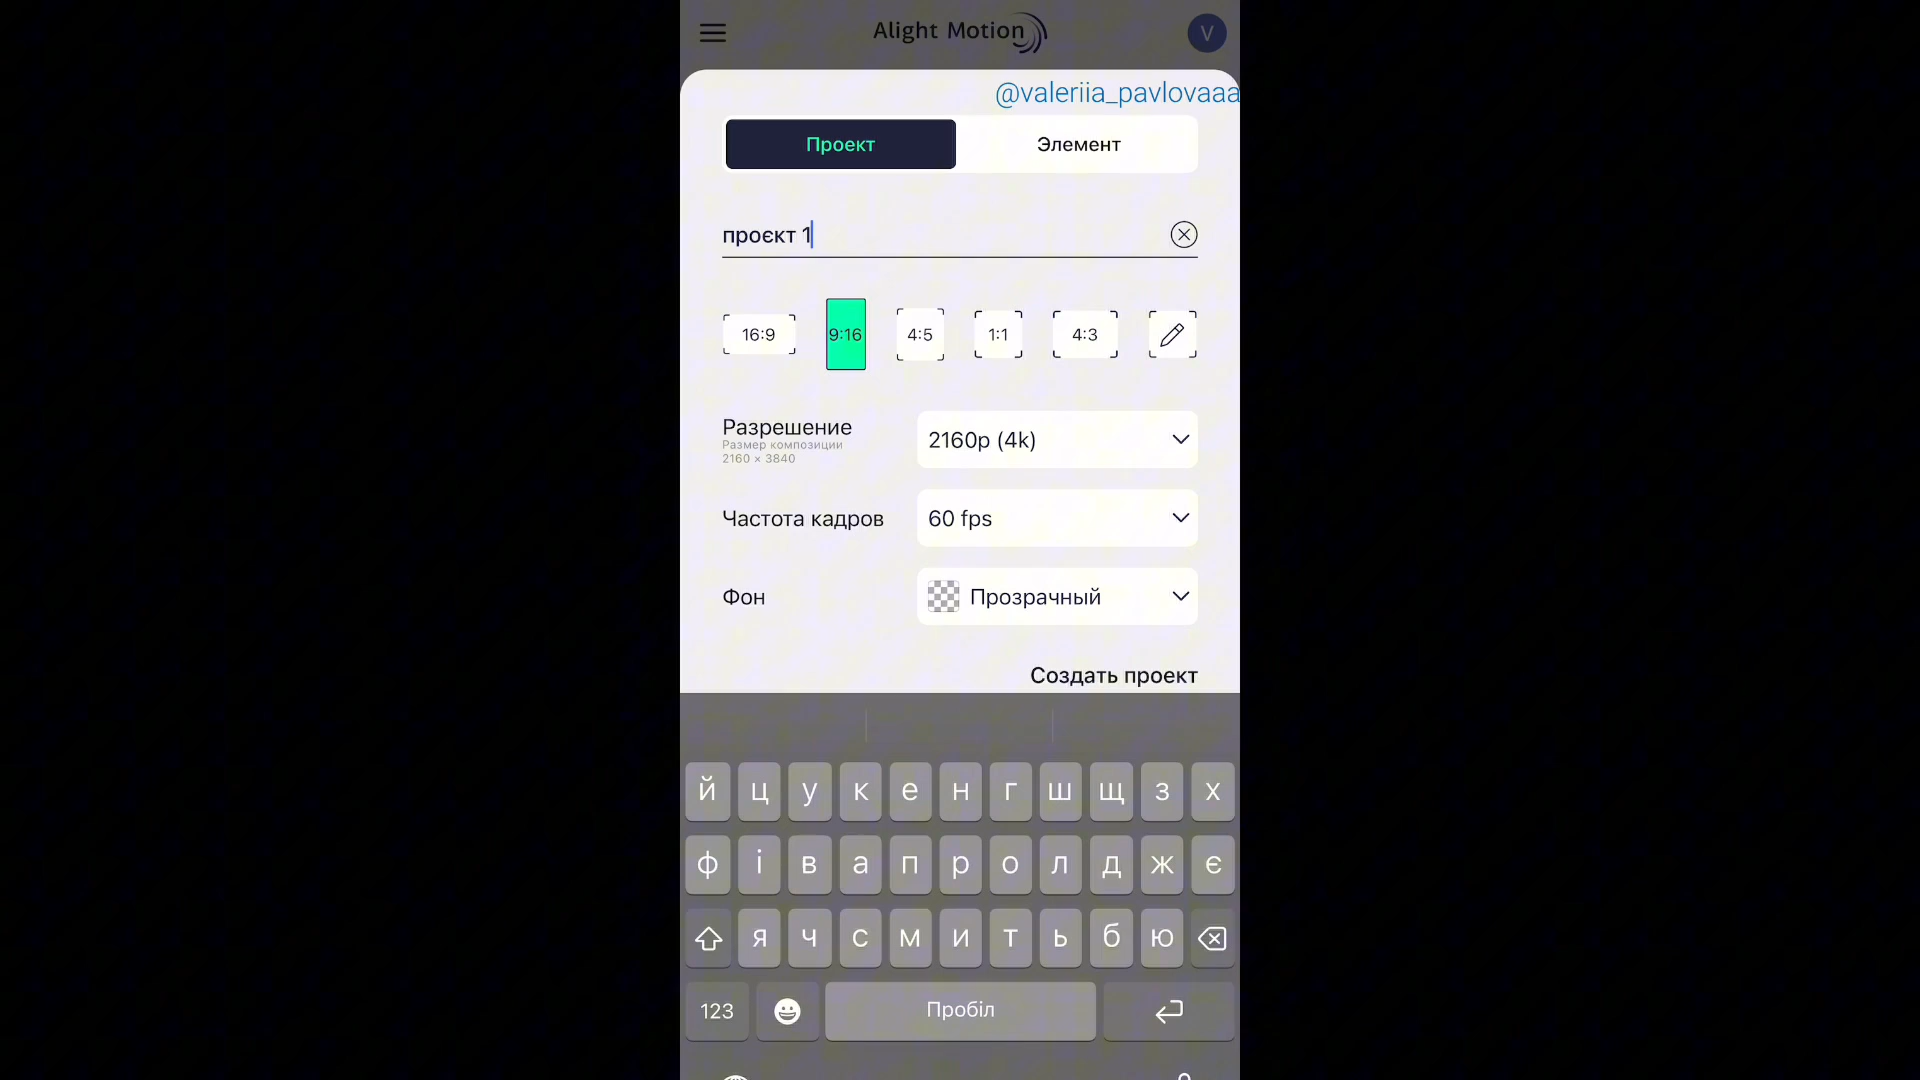 Alight Motion
V
@valeriia_pavlovaaa
Проект
Элемент
проєкт 1
16:9
9:16
4:5
1:1
4:3
Разрешение
Размер композиции
2160 × 3840
2160p (4k)
Частота кадров
60 fps
Фон
Прозрачный
Создать проект
й ц у к е н г ш щ з х
ф і в а п р о л д ж є
я ч с м и т ь б ю
123
Пробіл